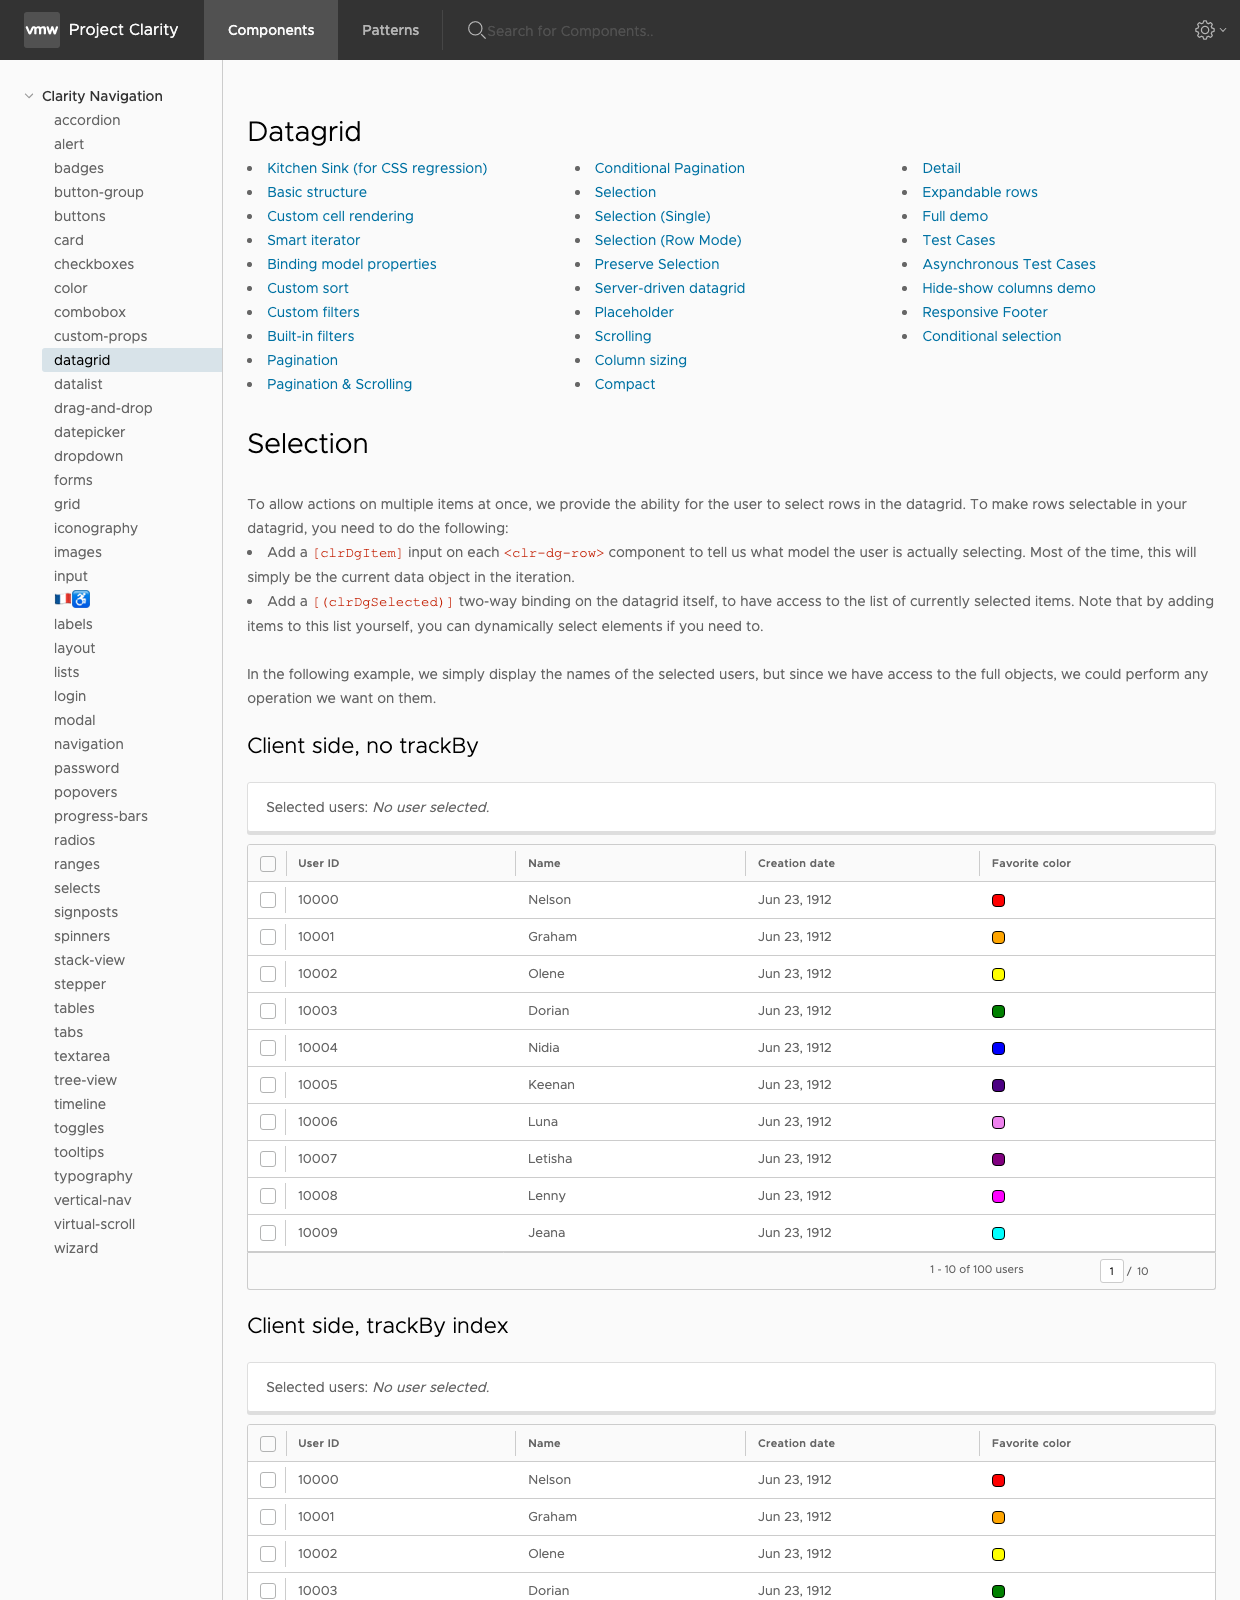 vmw Project Clarity Components Patterns Search for Components..
Clarity Navigation
accordion
alert
badges
button-group
buttons
card
checkboxes
color
combobox
custom-props
datagrid
datalist
drag-and-drop
datepicker
dropdown
forms
grid
iconography
images
input
🇫🇷♿
labels
layout
lists
login
modal
navigation
password
popovers
progress-bars
radios
ranges
selects
signposts
spinners
stack-view
stepper
tables
tabs
textarea
tree-view
timeline
toggles
tooltips
typography
vertical-nav
virtual-scroll
wizard
Datagrid
Kitchen Sink (for CSS regression)
Basic structure
Custom cell rendering
Smart iterator
Binding model properties
Custom sort
Custom filters
Built-in filters
Pagination
Pagination & Scrolling
Conditional Pagination
Selection
Selection (Single)
Selection (Row Mode)
Preserve Selection
Server-driven datagrid
Placeholder
Scrolling
Column sizing
Compact
Detail
Expandable rows
Full demo
Test Cases
Asynchronous Test Cases
Hide-show columns demo
Responsive Footer
Conditional selection
Selection
To allow actions on multiple items at once, we provide the ability for the user to select rows in the datagrid. To make rows selectable in your
datagrid, you need to do the following:
Add a [clrDgItem] input on each <clr-dg-row> component to tell us what model the user is actually selecting. Most of the time, this will
simply be the current data object in the iteration.
Add a [(clrDgSelected)] two-way binding on the datagrid itself, to have access to the list of currently selected items. Note that by adding
items to this list yourself, you can dynamically select elements if you need to.
In the following example, we simply display the names of the selected users, but since we have access to the full objects, we could perform any
operation we want on them.
Client side, no trackBy
Selected users: No user selected.
User ID Name Creation date Favorite color
10000 Nelson Jun 23, 1912
10001 Graham Jun 23, 1912
10002 Olene Jun 23, 1912
10003 Dorian Jun 23, 1912
10004 Nidia Jun 23, 1912
10005 Keenan Jun 23, 1912
10006 Luna Jun 23, 1912
10007 Letisha Jun 23, 1912
10008 Lenny Jun 23, 1912
10009 Jeana Jun 23, 1912
1 - 10 of 100 users 1 / 10
Client side, trackBy index
Selected users: No user selected.
User ID Name Creation date Favorite color
10000 Nelson Jun 23, 1912
10001 Graham Jun 23, 1912
10002 Olene Jun 23, 1912
10003 Dorian Jun 23, 1912